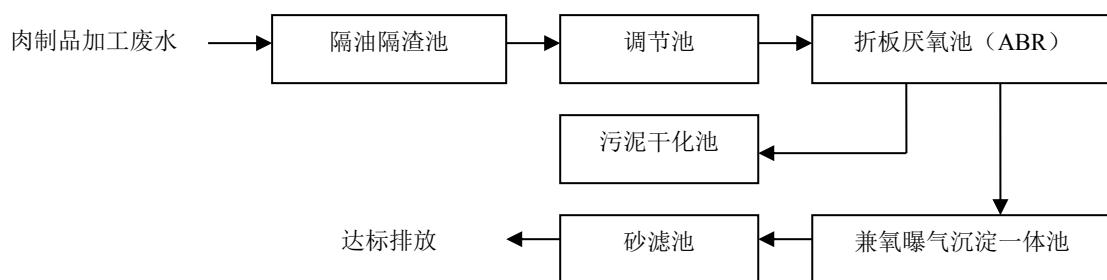 肉制品加工废水
隔油隔渣池
调节池
折板厌氧池（ABR）
污泥干化池
达标排放
砂滤池
兼氧曝气沉淀一体池